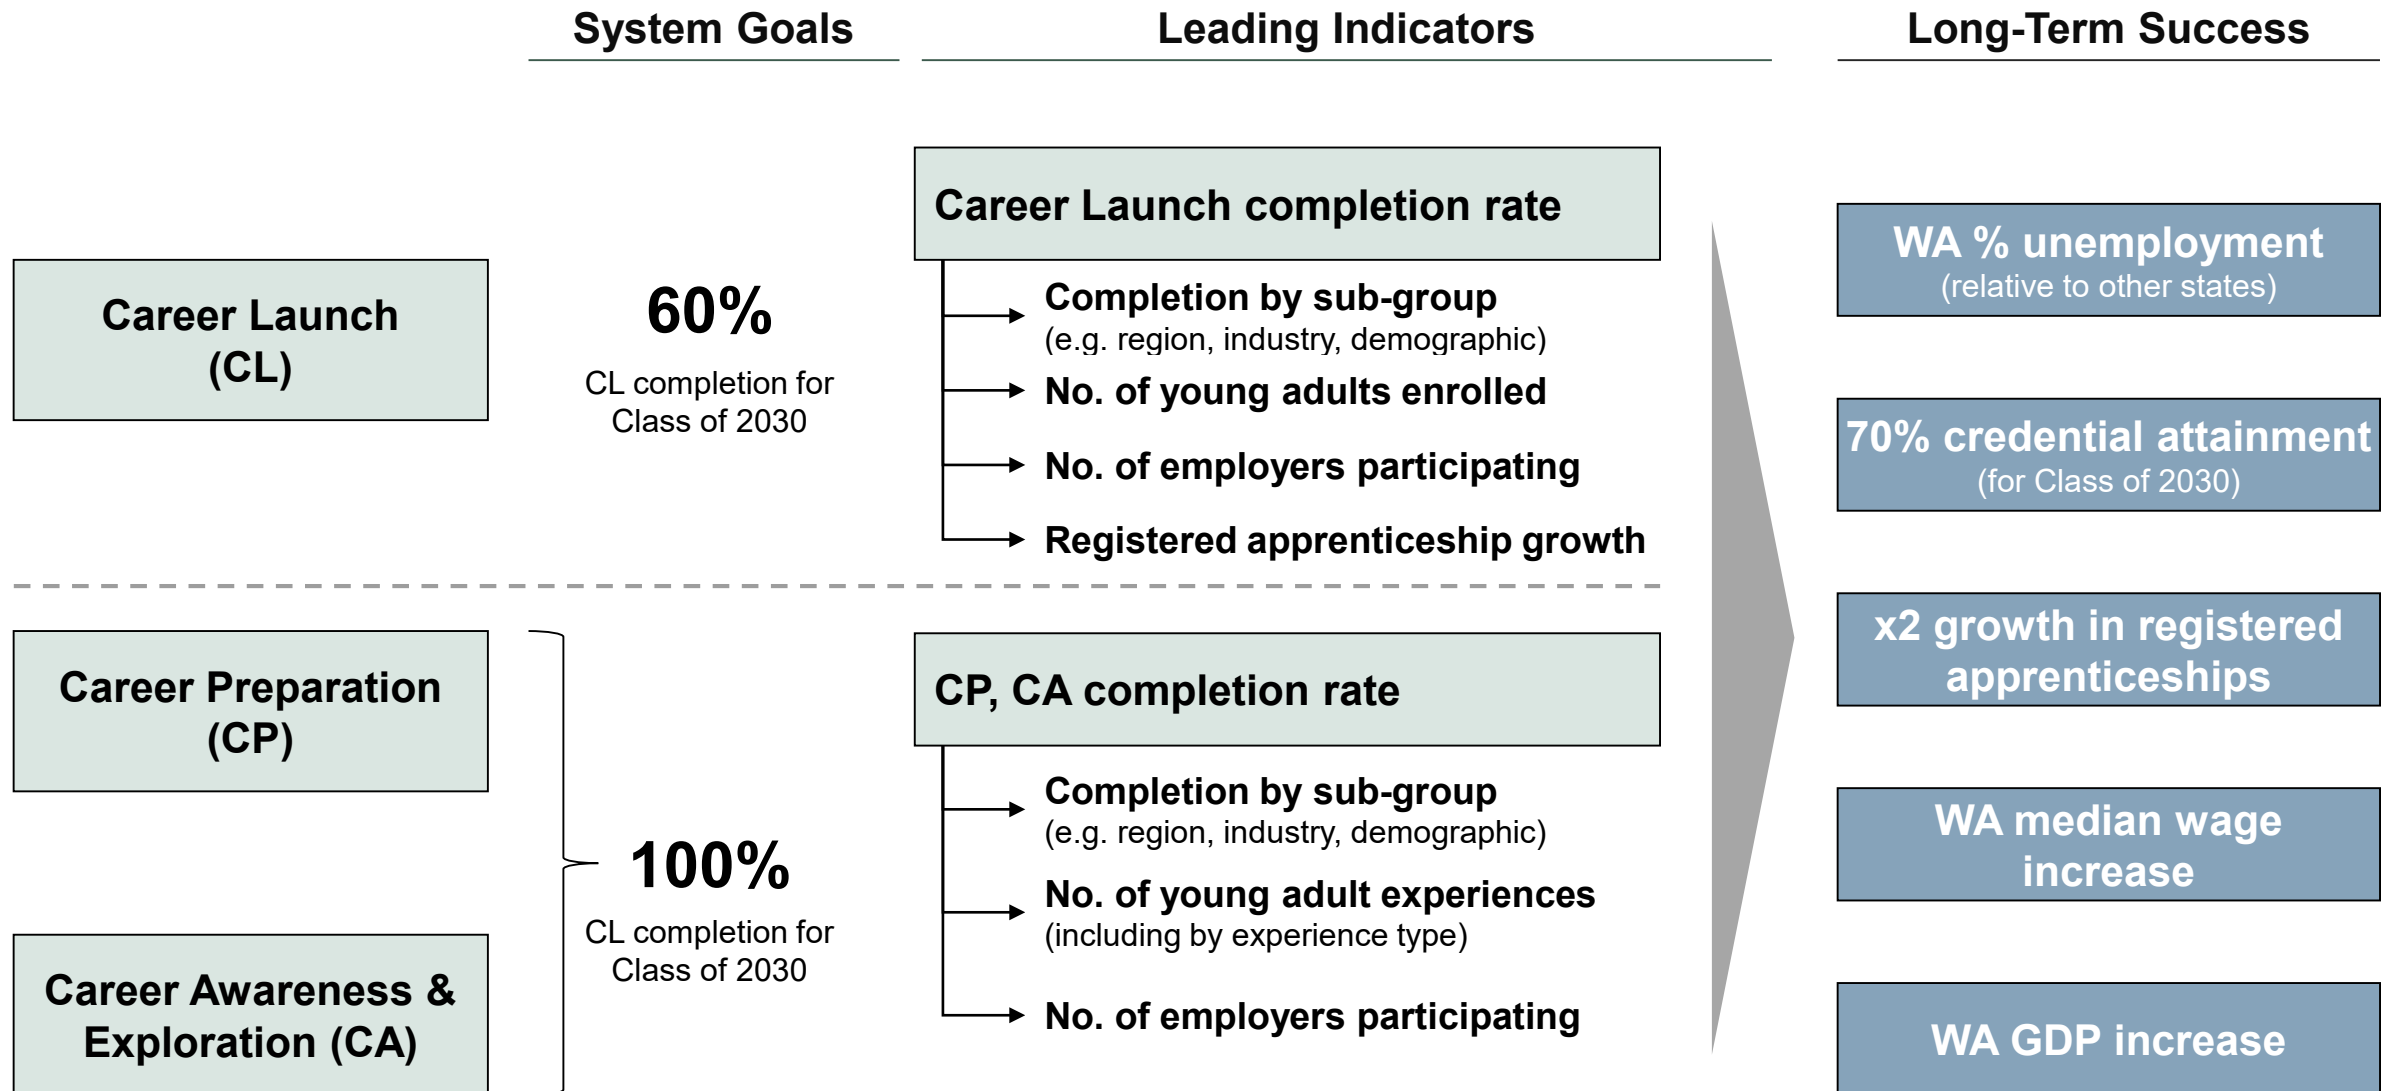 System Goals
Leading Indicators
Long-Term Success
Career Launch
(CL)
60%
CL completion for
Class of 2030
Career Launch completion rate
Completion by sub-group
(e.g. region, industry, demographic)
No. of young adults enrolled
No. of employers participating
Registered apprenticeship growth
Career Preparation
(CP)
Career Awareness &
Exploration (CA)
100%
CL completion for
Class of 2030
CP, CA completion rate
Completion by sub-group
(e.g. region, industry, demographic)
No. of young adult experiences
(including by experience type)
No. of employers participating
WA % unemployment
(relative to other states)
70% credential attainment
(for Class of 2030)
x2 growth in registered
apprenticeships
WA median wage
increase
WA GDP increase